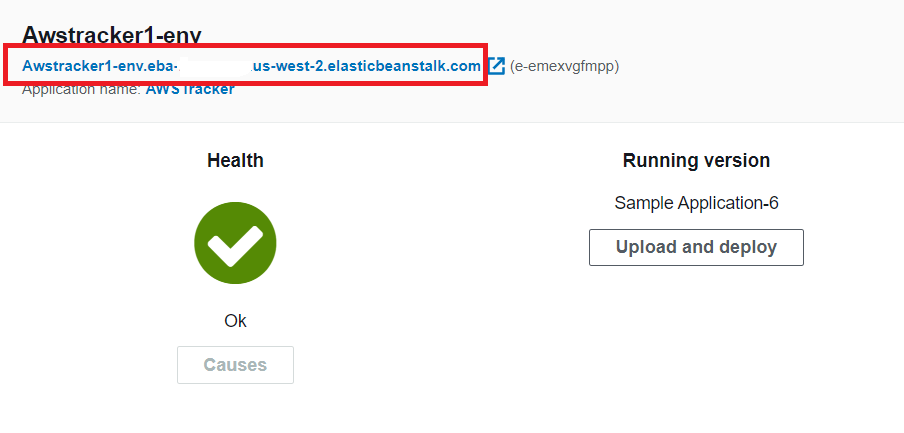 Awstracker1-env
Awstracker1-env.eba- .us-west-2.elasticbeanstalk.com (e-emexvgfmpp)
Application name: AWSTracker
Health
Running version
Sample Application-6
Upload and deploy
Ok
Causes